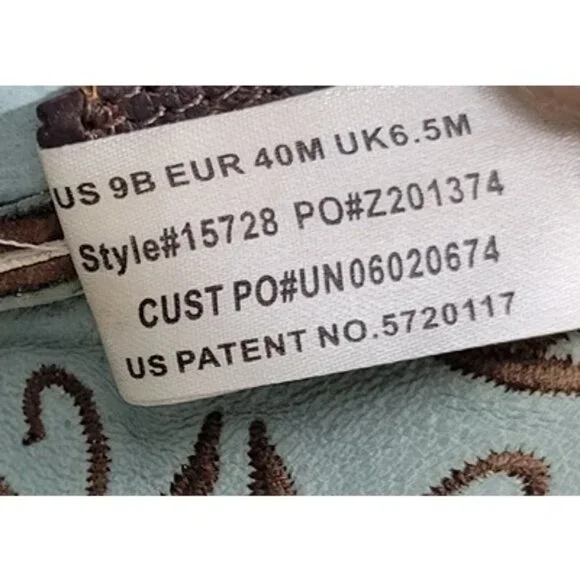 US 9B EUR 40M UK6.5M
Style#15728 PO#Z201374
CUST PO#UN06020674
US PATENT NO.5720117